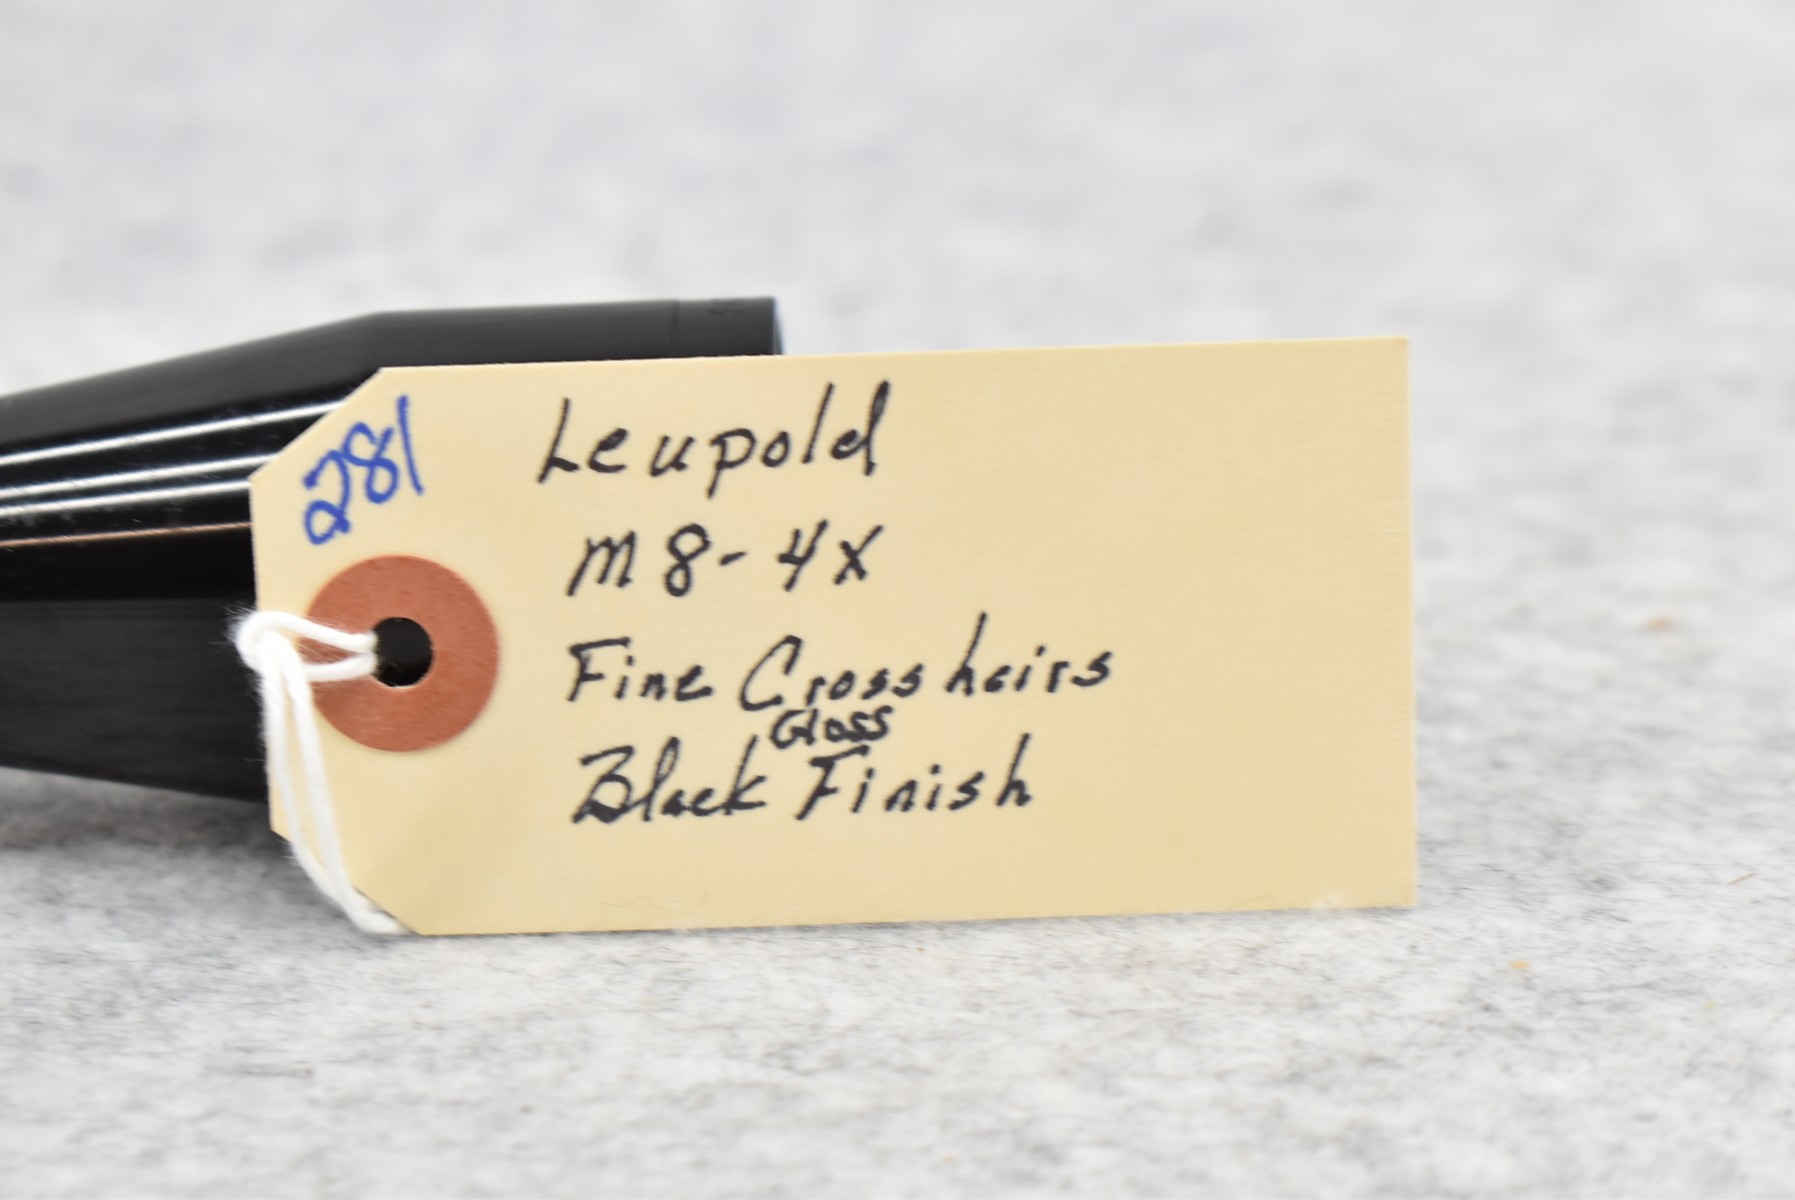 281
Leupold
M8-4X
Fine Crosshairs
Gloss
Black Finish